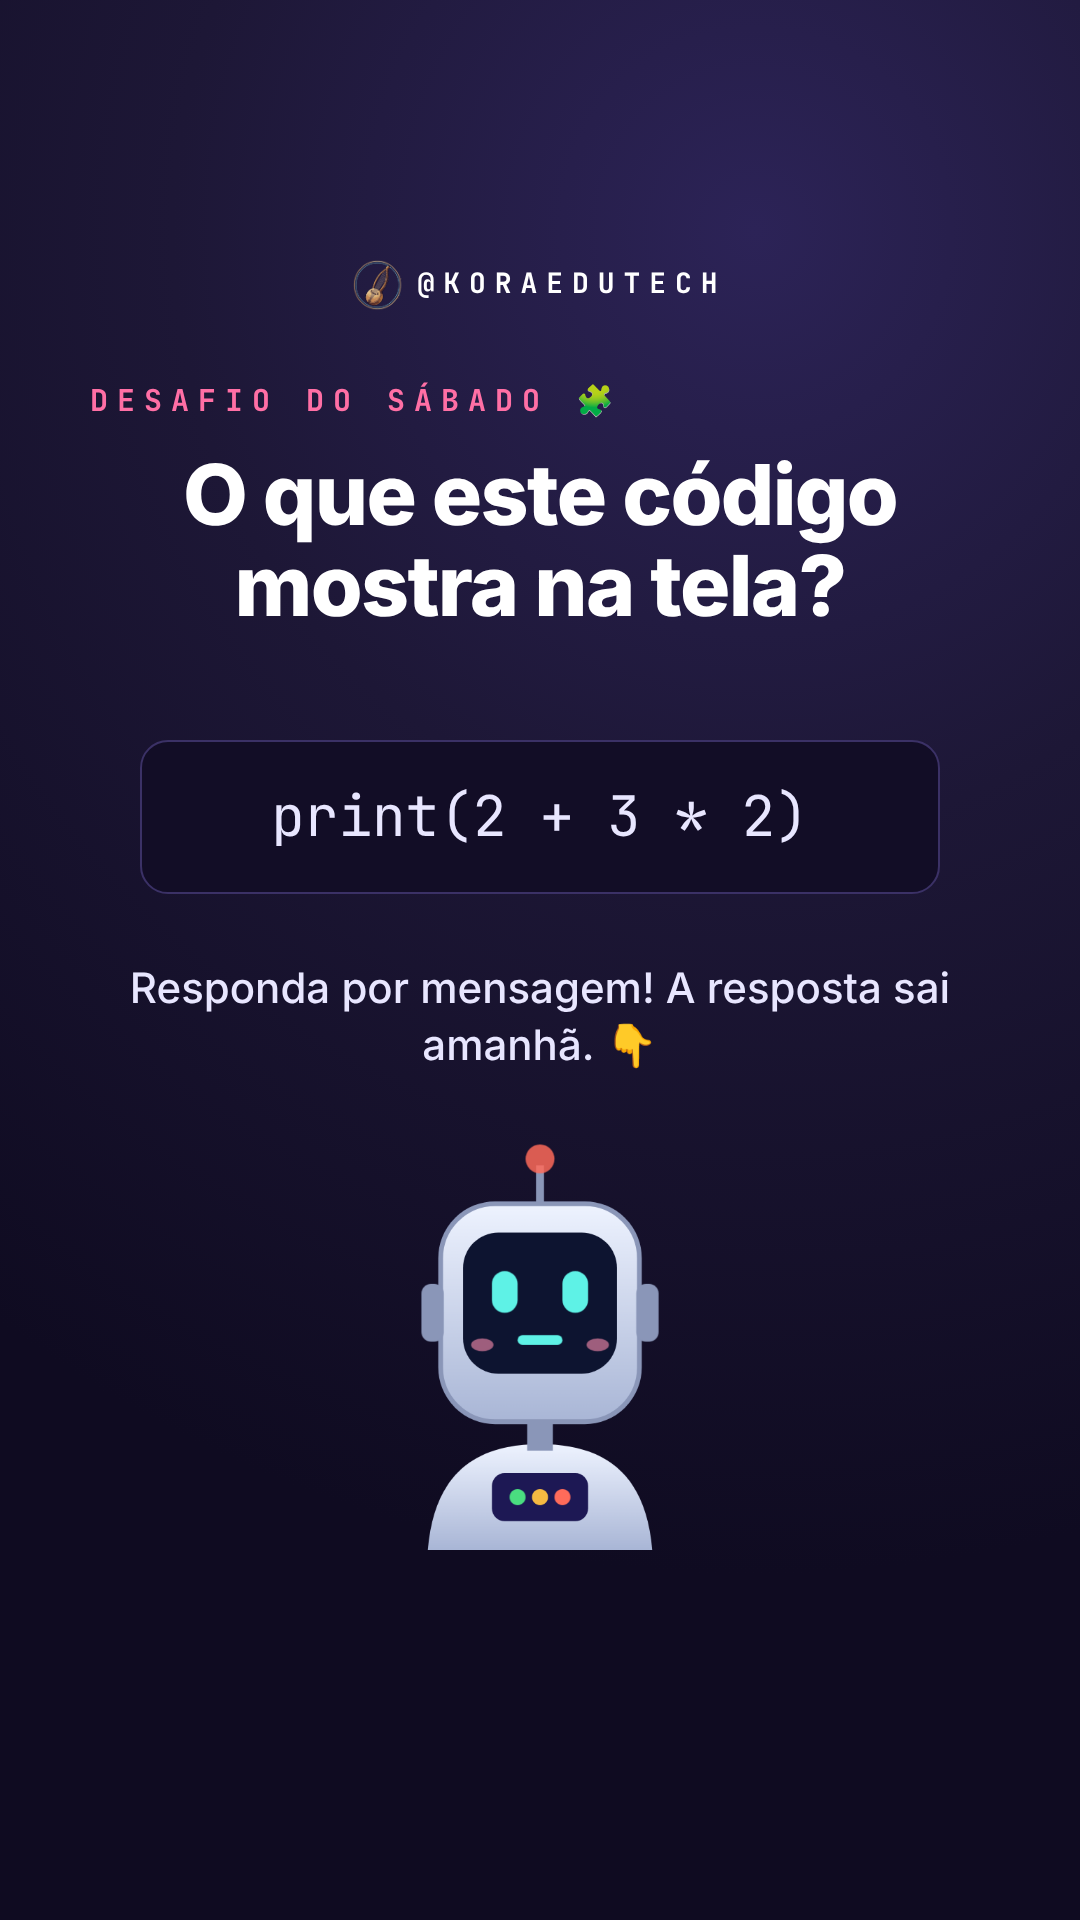 @KORAEDUTECH
DESAFIO DO SÁBADO 🧩
O que este código
mostra na tela?
print(2 + 3 * 2)
Responda por mensagem! A resposta sai
amanhã. 👇